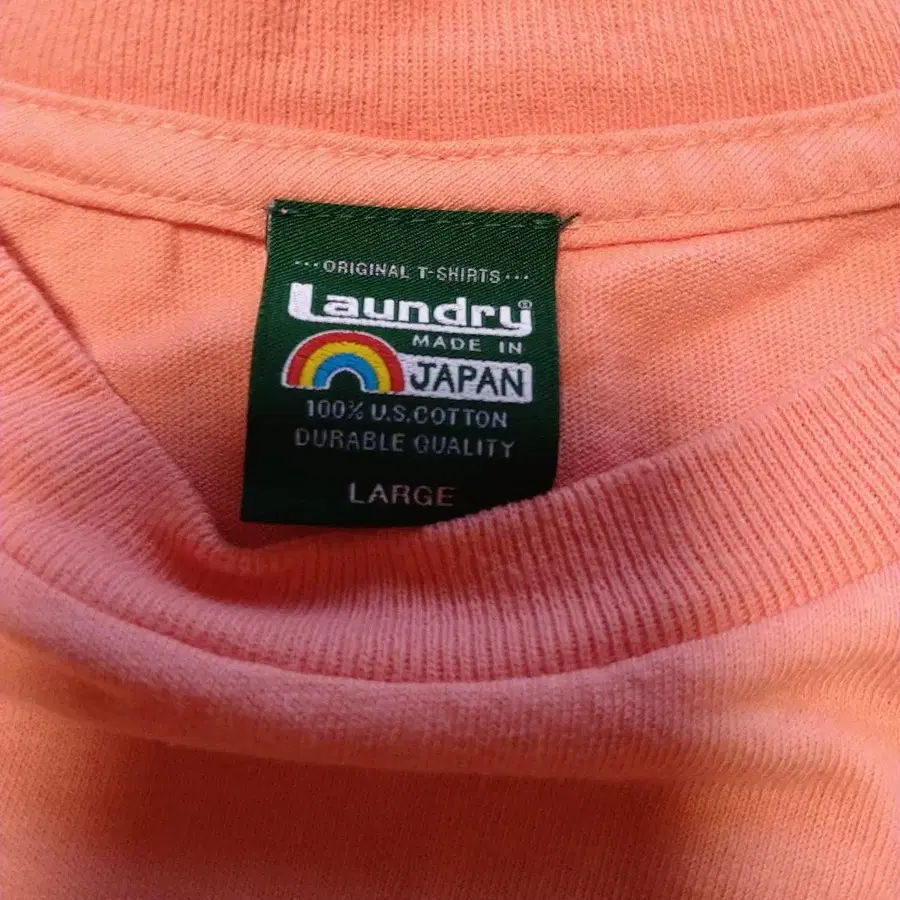 ···ORIGINAL T-SHIRTS···
Laundry®
MADE IN
JAPAN
100% U.S.COTTON
DURABLE QUALITY
LARGE